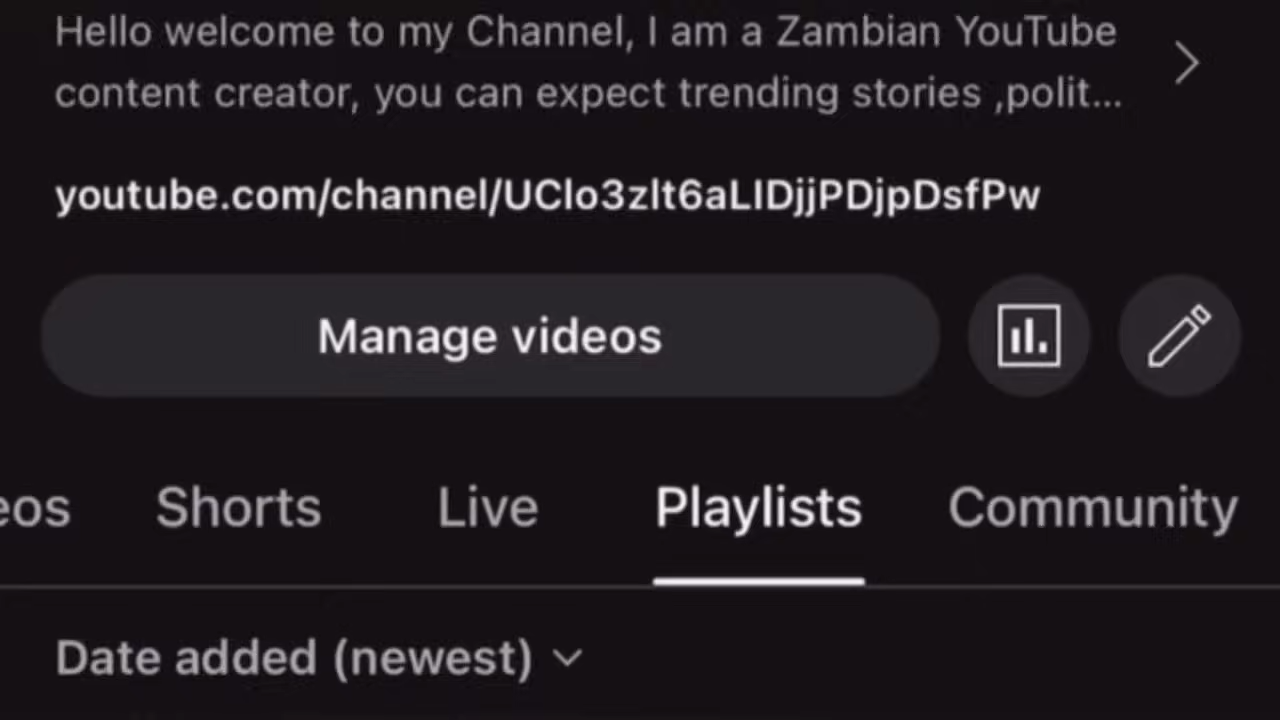 Hello welcome to my Channel, I am a Zambian YouTube
content creator, you can expect trending stories ,polit...
youtube.com/channel/UClo3zlt6aLIDjjPDjpDsfPw
Manage videos
eos Shorts Live Playlists Community
Date added (newest)